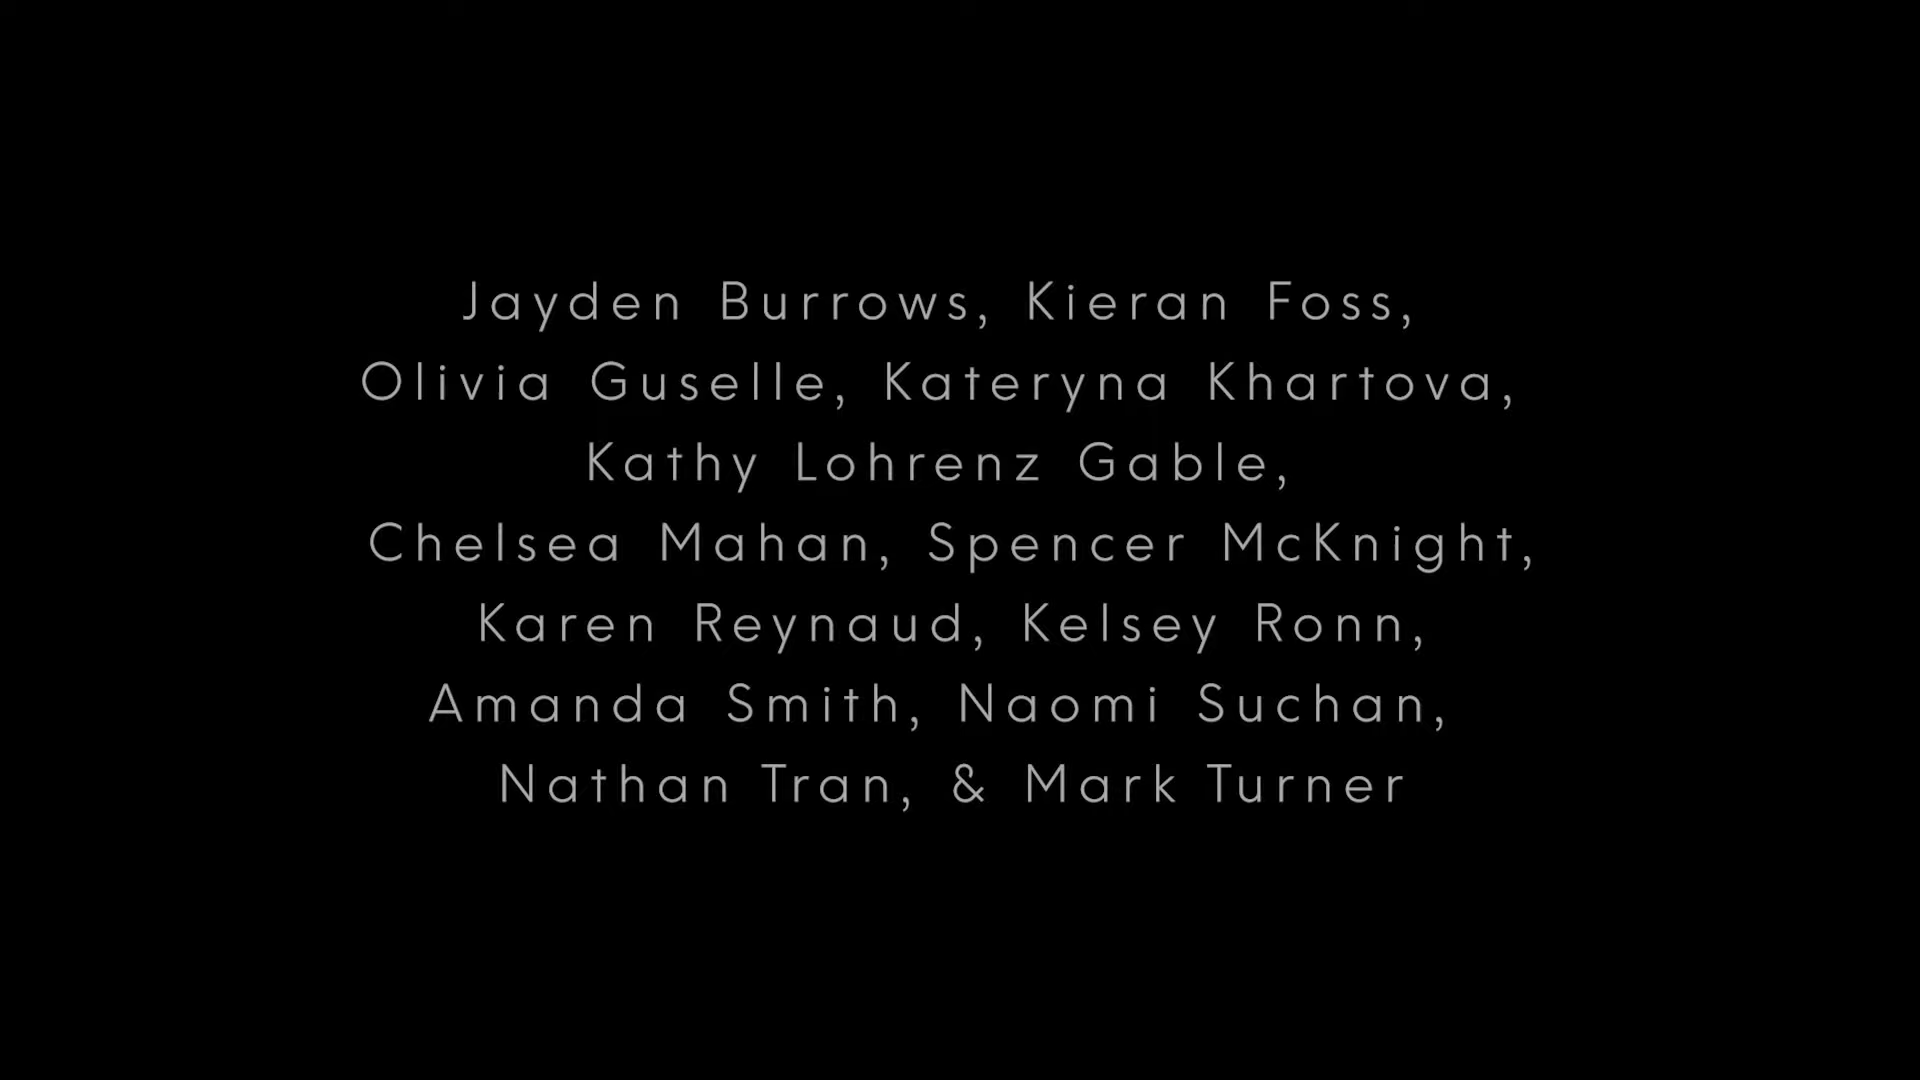 Jayden Burrows, Kieran Foss,
Olivia Guselle, Kateryna Khartova,
Kathy Lohrenz Gable,
Chelsea Mahan, Spencer McKnight,
Karen Reynaud, Kelsey Ronn,
Amanda Smith, Naomi Suchan,
Nathan Tran, & Mark Turner